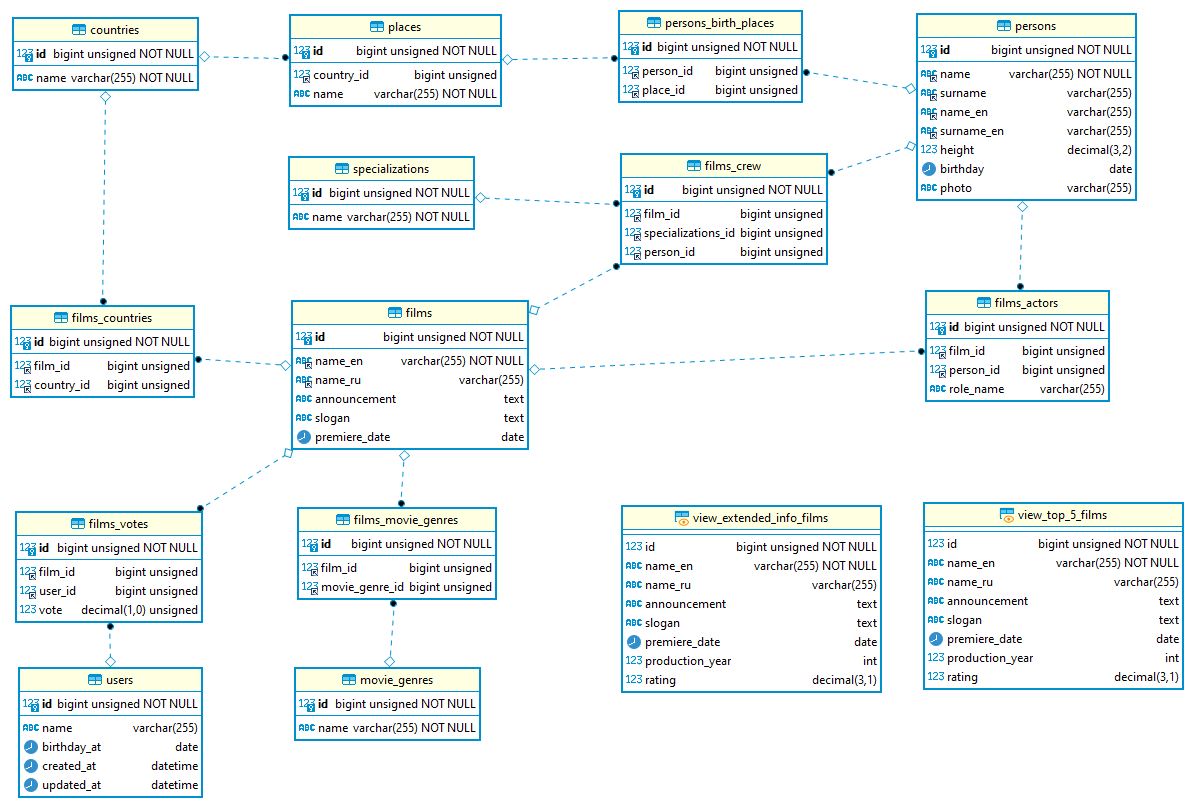 countries
123 id bigint unsigned NOT NULL
ABC name varchar(255) NOT NULL
places
123 id bigint unsigned NOT NULL
123 country_id bigint unsigned
ABC name varchar(255) NOT NULL
persons_birth_places
123 id bigint unsigned NOT NULL
123 person_id bigint unsigned
123 place_id bigint unsigned
persons
123 id bigint unsigned NOT NULL
ABC name varchar(255) NOT NULL
ABC surname varchar(255)
ABC name_en varchar(255)
ABC surname_en varchar(255)
123 height decimal(3,2)
birthday date
ABC photo varchar(255)
specializations
123 id bigint unsigned NOT NULL
ABC name varchar(255) NOT NULL
films_crew
123 id bigint unsigned NOT NULL
123 film_id bigint unsigned
123 specializations_id bigint unsigned
123 person_id bigint unsigned
films_countries
123 id bigint unsigned NOT NULL
123 film_id bigint unsigned
123 country_id bigint unsigned
films
123 id bigint unsigned NOT NULL
ABC name_en varchar(255) NOT NULL
ABC name_ru varchar(255)
ABC announcement text
ABC slogan text
premiere_date date
films_actors
123 id bigint unsigned NOT NULL
123 film_id bigint unsigned
123 person_id bigint unsigned
ABC role_name varchar(255)
films_votes
123 id bigint unsigned NOT NULL
123 film_id bigint unsigned
123 user_id bigint unsigned
123 vote decimal(1,0) unsigned
films_movie_genres
123 id bigint unsigned NOT NULL
123 film_id bigint unsigned
123 movie_genre_id bigint unsigned
view_extended_info_films
123 id bigint unsigned NOT NULL
ABC name_en varchar(255) NOT NULL
ABC name_ru varchar(255)
ABC announcement text
ABC slogan text
premiere_date date
123 production_year int
123 rating decimal(3,1)
view_top_5_films
123 id bigint unsigned NOT NULL
ABC name_en varchar(255) NOT NULL
ABC name_ru varchar(255)
ABC announcement text
ABC slogan text
premiere_date date
123 production_year int
123 rating decimal(3,1)
users
123 id bigint unsigned NOT NULL
ABC name varchar(255)
birthday_at date
created_at datetime
updated_at datetime
movie_genres
123 id bigint unsigned NOT NULL
ABC name varchar(255) NOT NULL